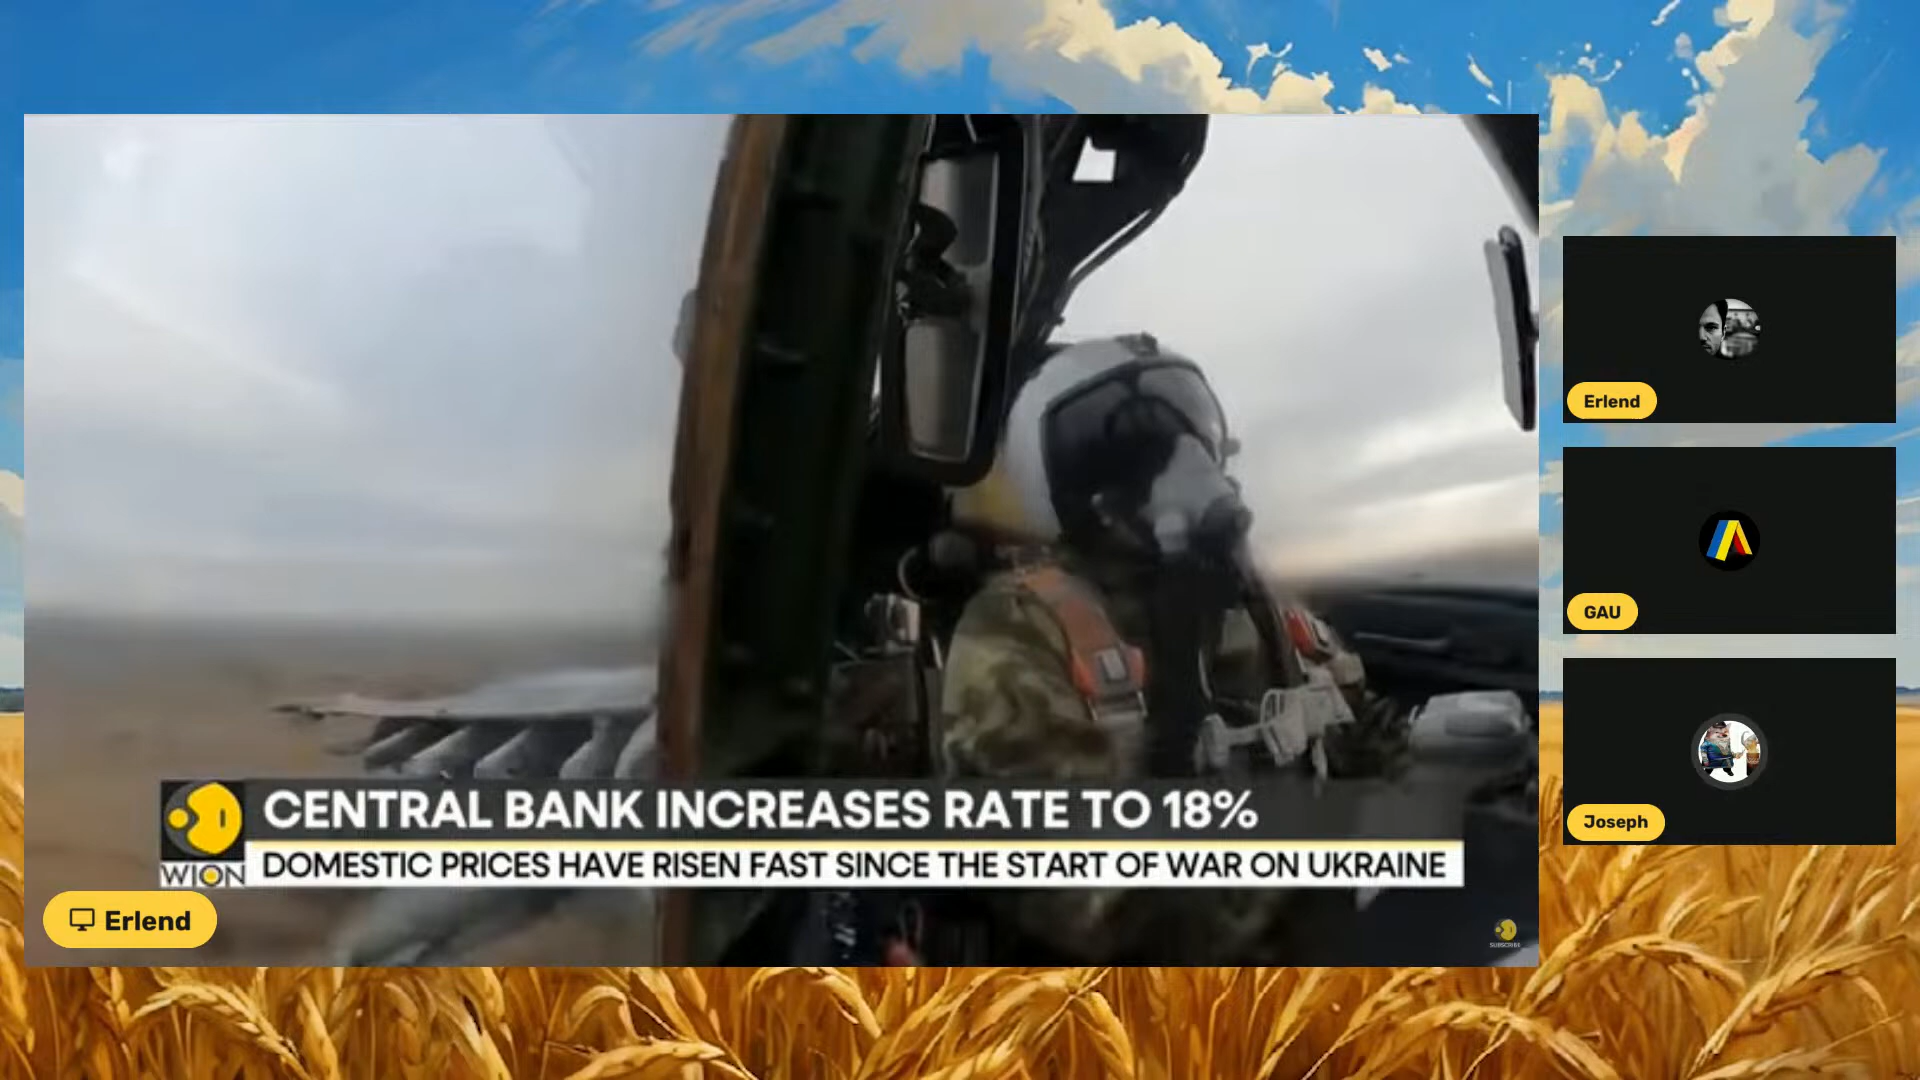 CENTRAL BANK INCREASES RATE TO 18%
DOMESTIC PRICES HAVE RISEN FAST SINCE THE START OF WAR ON UKRAINE
WION
Erlend
SUBSCRIBE
Erlend
GAU
Joseph